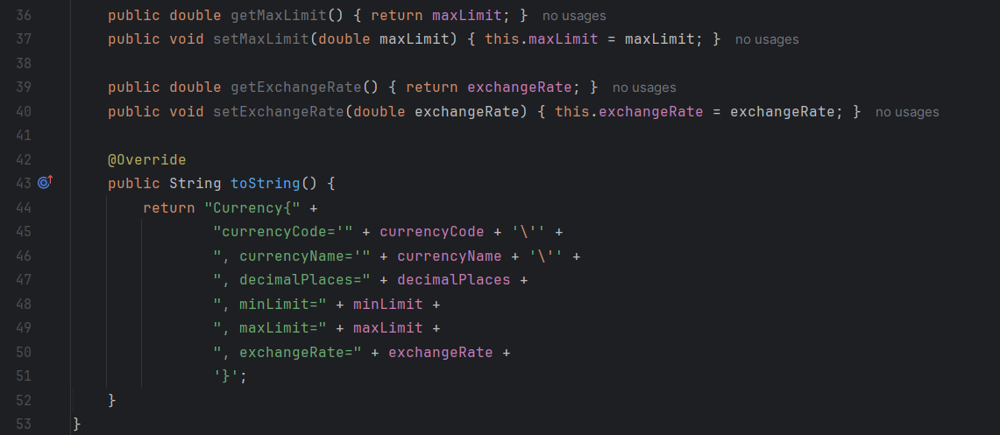 36 public double getMaxLimit() { return maxLimit; } no usages
37 public void setMaxLimit(double maxLimit) { this.maxLimit = maxLimit; } no usages
38
39 public double getExchangeRate() { return exchangeRate; } no usages
40 public void setExchangeRate(double exchangeRate) { this.exchangeRate = exchangeRate; } no usages
41
42 @Override
43 public String toString() {
44 return "Currency{" +
45 "currencyCode='" + currencyCode + '\'' +
46 ", currencyName='" + currencyName + '\'' +
47 ", decimalPlaces=" + decimalPlaces +
48 ", minLimit=" + minLimit +
49 ", maxLimit=" + maxLimit +
50 ", exchangeRate=" + exchangeRate +
51 '}';
52 }
53 }